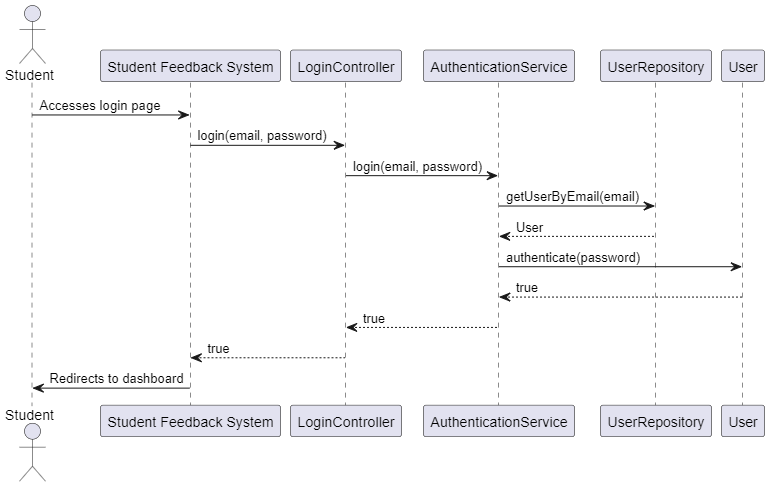 Student
Student Feedback System
LoginController
AuthenticationService
UserRepository
User
Accesses login page
login(email, password)
login(email, password)
getUserByEmail(email)
User
authenticate(password)
true
true
true
Redirects to dashboard
Student
Student Feedback System
LoginController
AuthenticationService
UserRepository
User